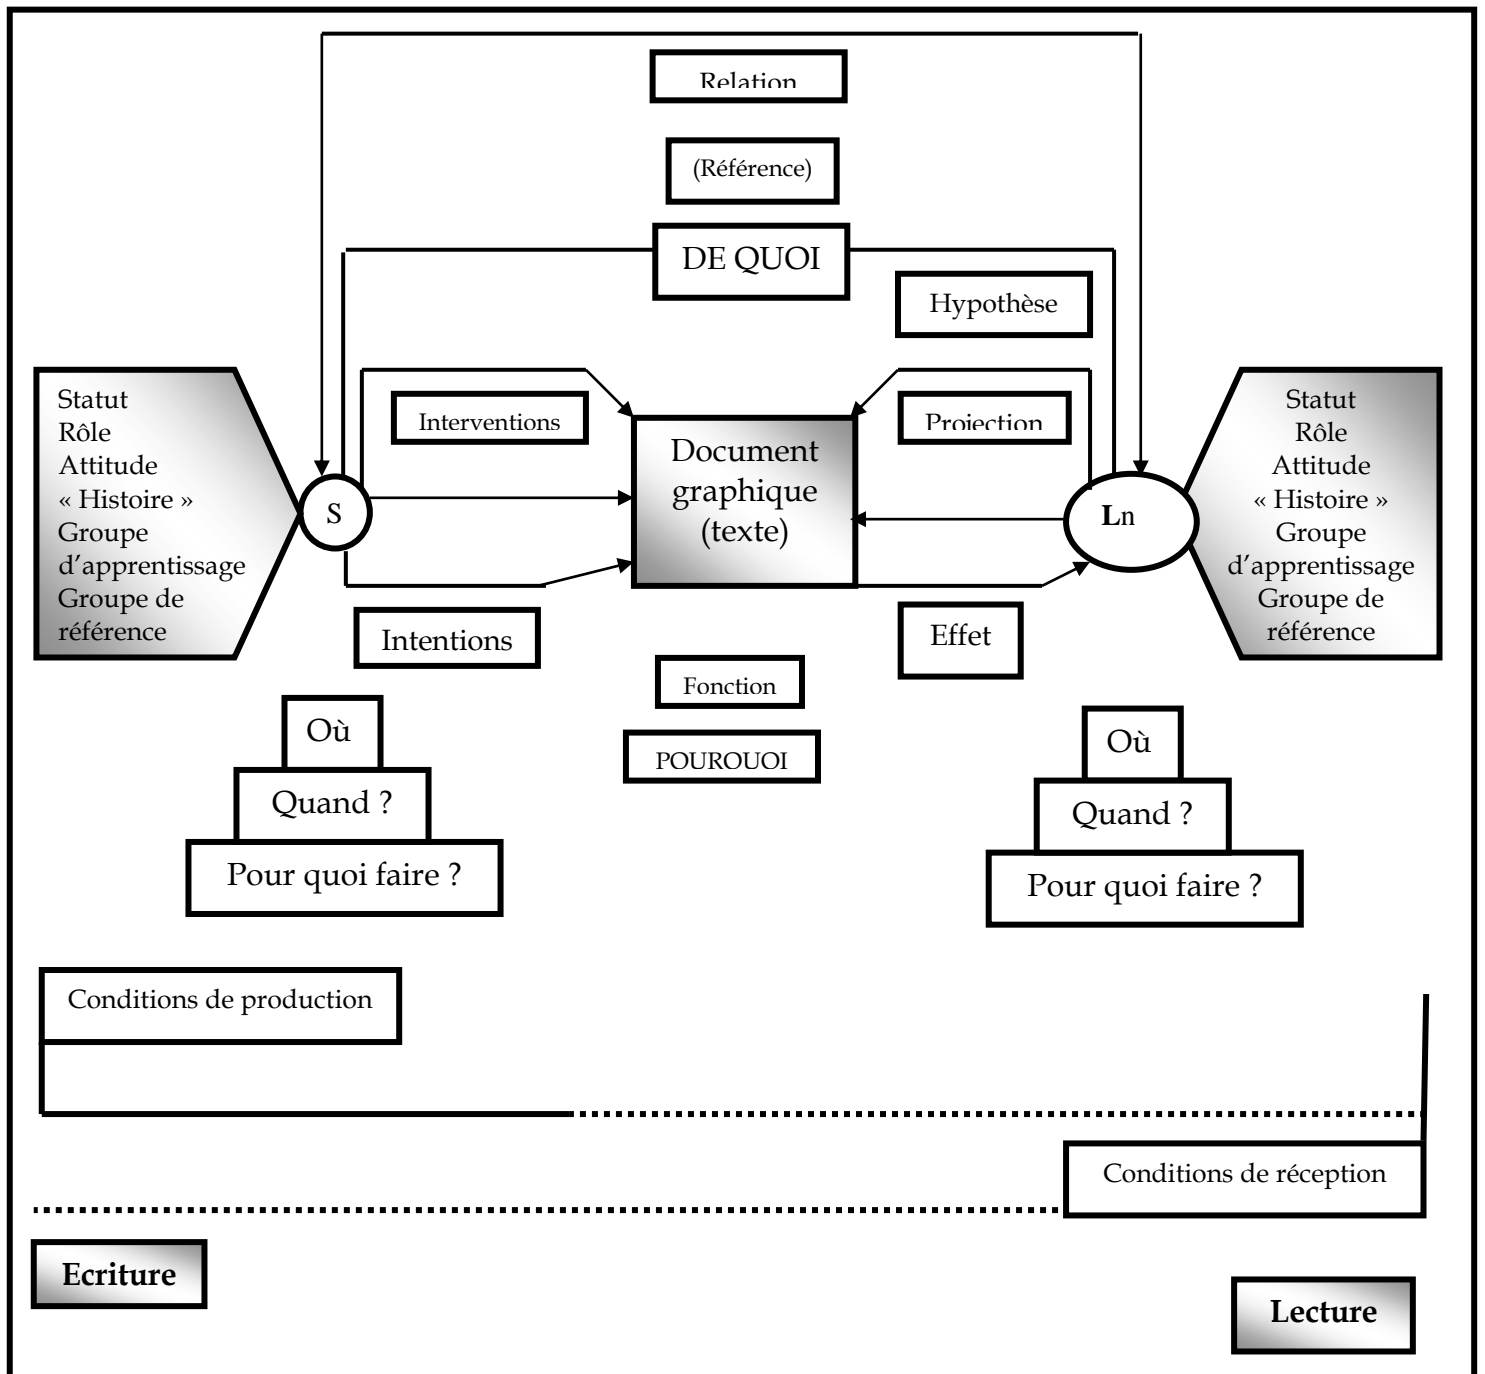 Relation
(Référence)
DE QUOI
Hypothèse
Statut
Rôle
Attitude
« Histoire »
Groupe
d’apprentissage
Groupe de
référence
Interventions
Projection
Document
graphique
(texte)
S
Ln
Statut
Rôle
Attitude
« Histoire »
Groupe
d’apprentissage
Groupe de
référence
Intentions
Effet
Fonction
POURQUOI
Où
Quand ?
Pour quoi faire ?
Où
Quand ?
Pour quoi faire ?
Conditions de production
Conditions de réception
Ecriture
Lecture